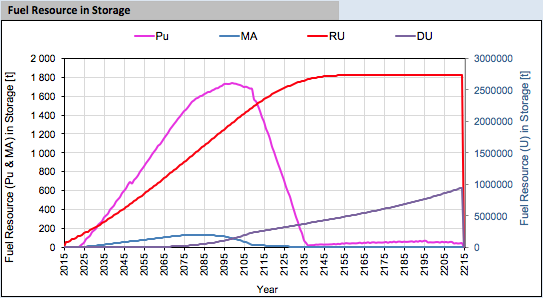 Fuel Resource in Storage
Pu MA RU DU
2 000 3000000
1 800
1 600 2500000
1 400
1 200 2000000
1 000 1500000
800
600 1000000
400
200 500000
0 0
Fuel Resource (Pu & MA) in Storage [t]
Fuel Resource (U) in Storage [t]
2015 2025 2035 2045 2055 2065 2075 2085 2095 2105 2115 2125 2135 2145 2155 2165 2175 2185 2195 2205 2215
Year